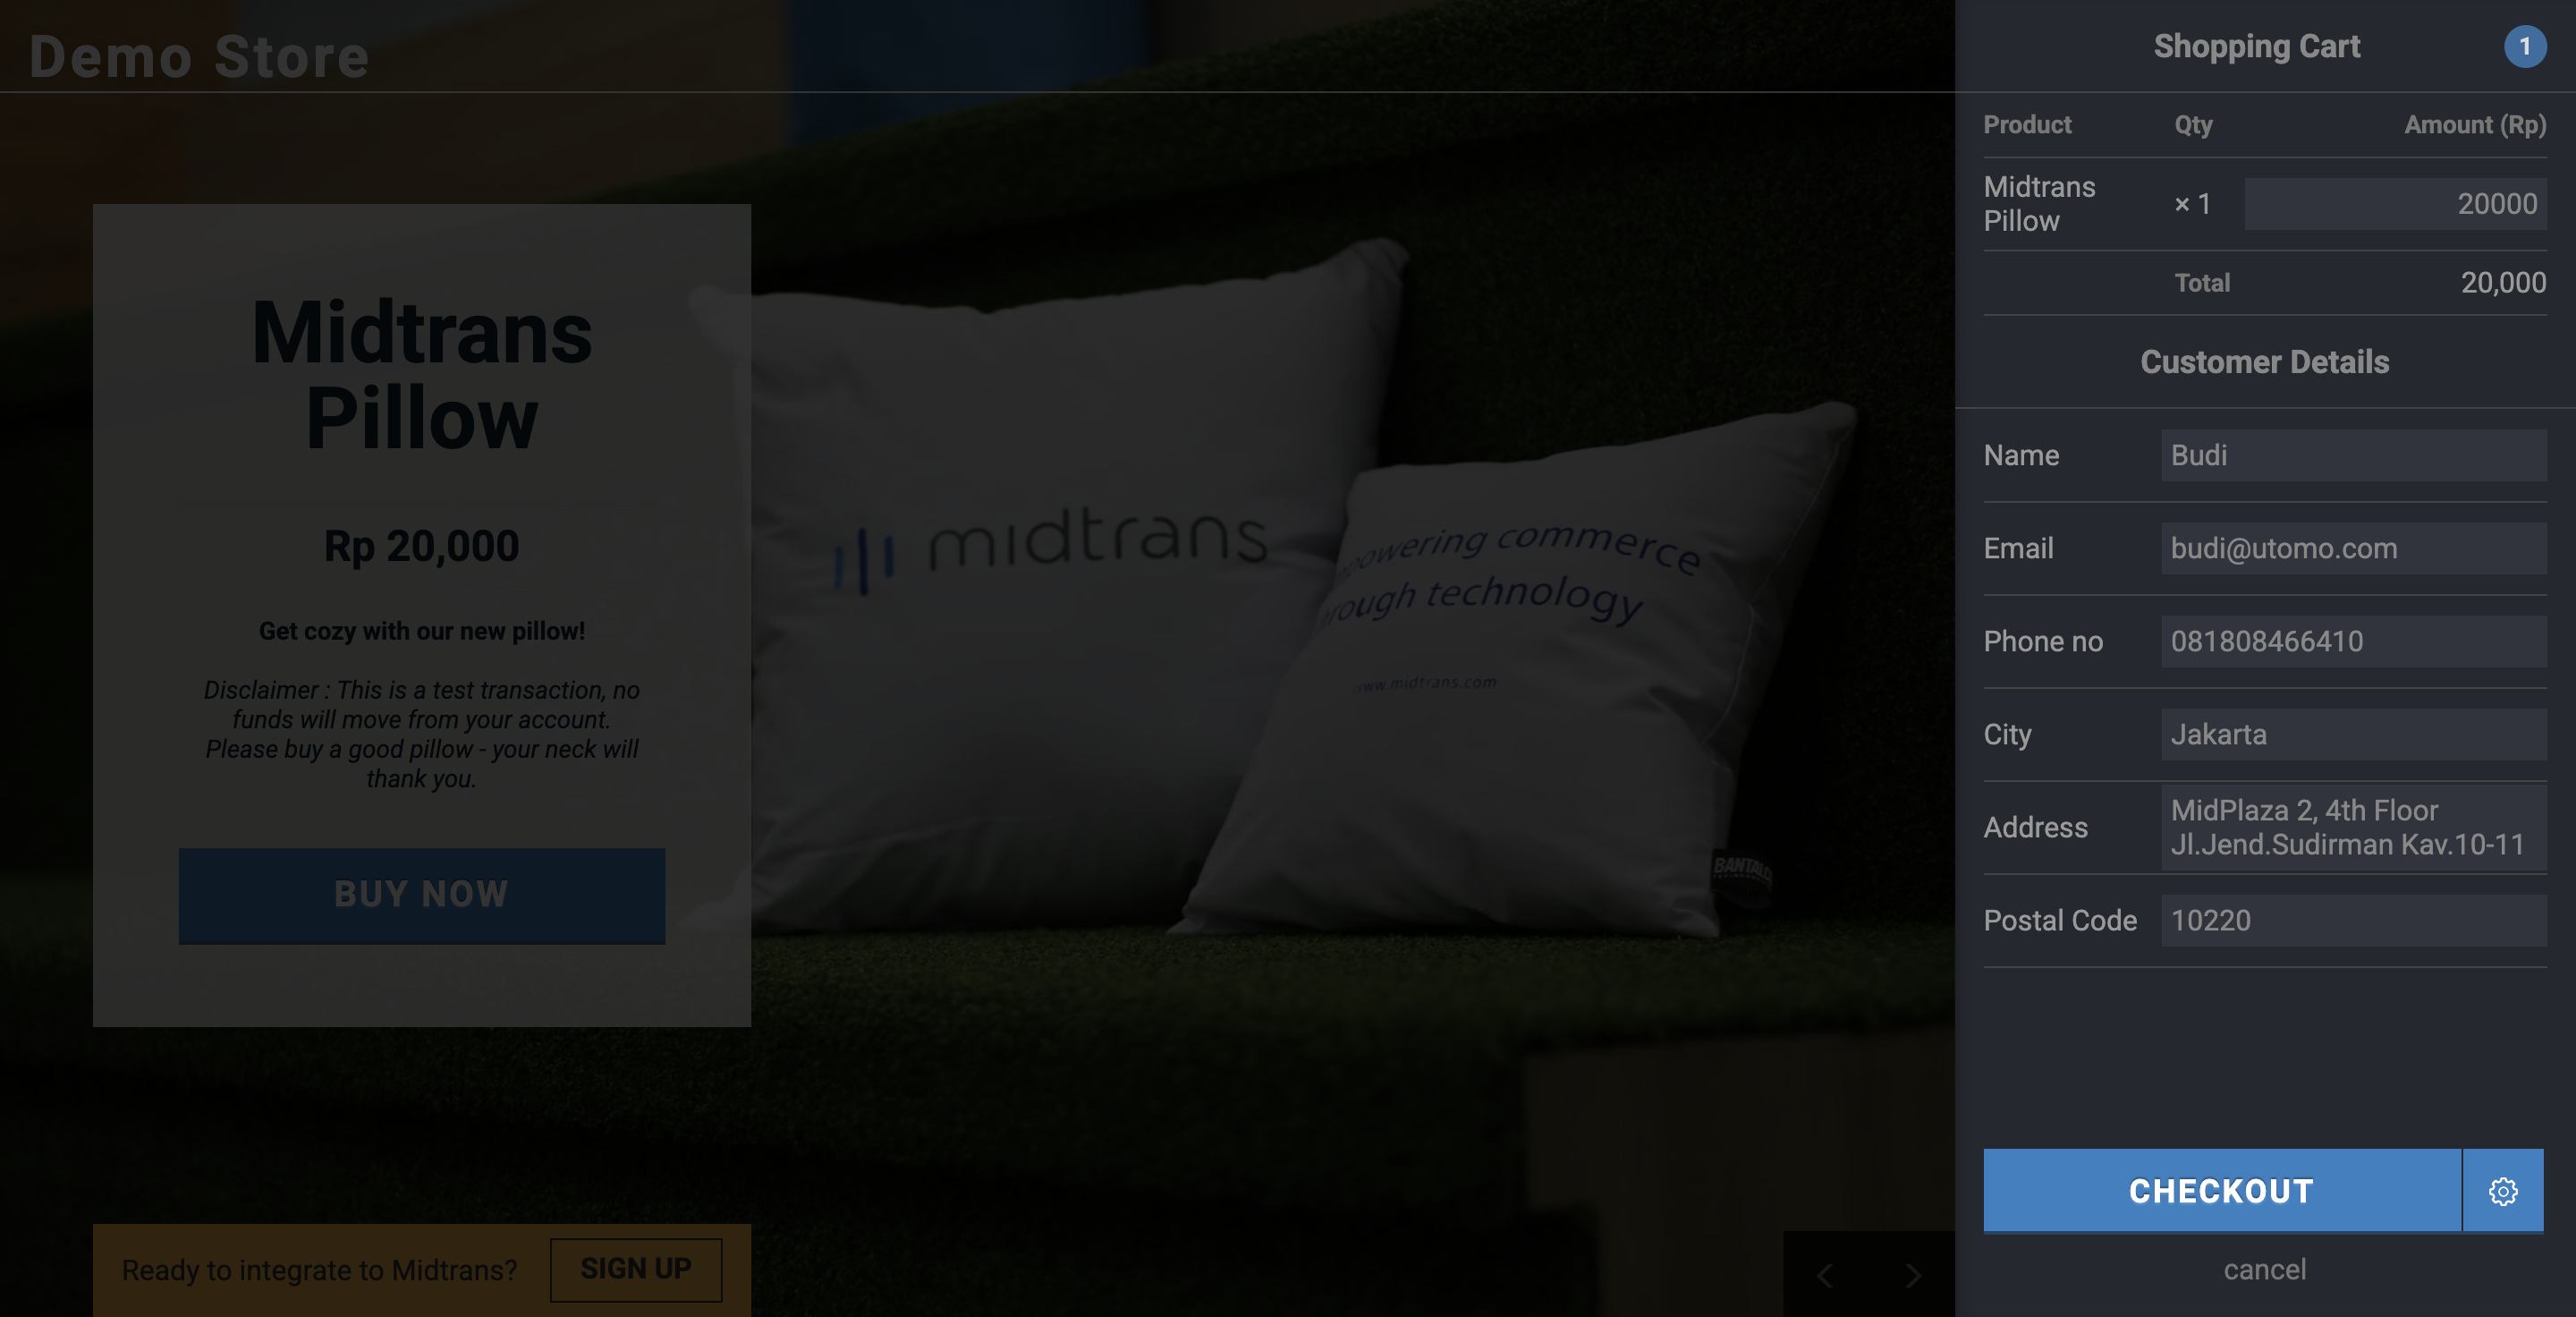 Demo Store
Midtrans
Pillow
Rp 20,000
Get cozy with our new pillow!
Disclaimer : This is a test transaction, no
funds will move from your account.
Please buy a good pillow - your neck will
thank you.
BUY NOW
Ready to integrate to Midtrans?
SIGN UP
midtrans
commerce
technology
www.midtrans.com
Shopping Cart 1
Product Qty Amount (Rp)
Midtrans
Pillow
× 1 20000
Total 20,000
Customer Details
Name Budi
Email budi@utomo.com
Phone no 081808466410
City Jakarta
Address MidPlaza 2, 4th Floor
Jl.Jend.Sudirman Kav.10-11
Postal Code 10220
CHECKOUT
cancel